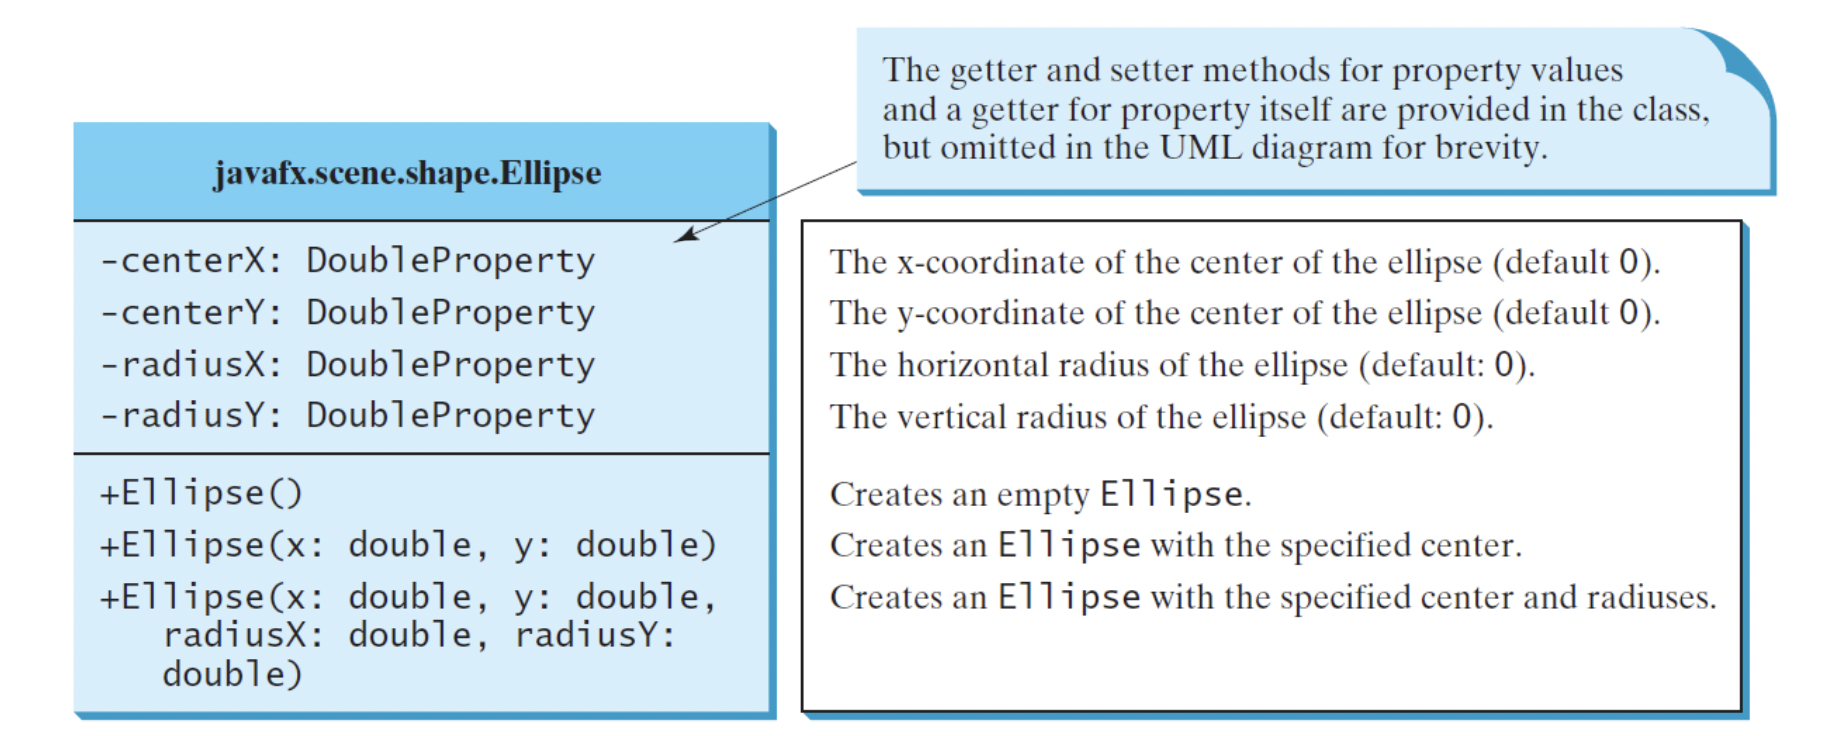 The getter and setter methods for property values
and a getter for property itself are provided in the class,
but omitted in the UML diagram for brevity.
javafx.scene.shape.Ellipse
-centerX: DoubleProperty
-centerY: DoubleProperty
-radiusX: DoubleProperty
-radiusY: DoubleProperty
The x-coordinate of the center of the ellipse (default 0).
The y-coordinate of the center of the ellipse (default 0).
The horizontal radius of the ellipse (default: 0).
The vertical radius of the ellipse (default: 0).
+Ellipse()
+Ellipse(x: double, y: double)
+Ellipse(x: double, y: double,
radiusX: double, radiusY:
double)
Creates an empty Ellipse.
Creates an Ellipse with the specified center.
Creates an Ellipse with the specified center and radiuses.